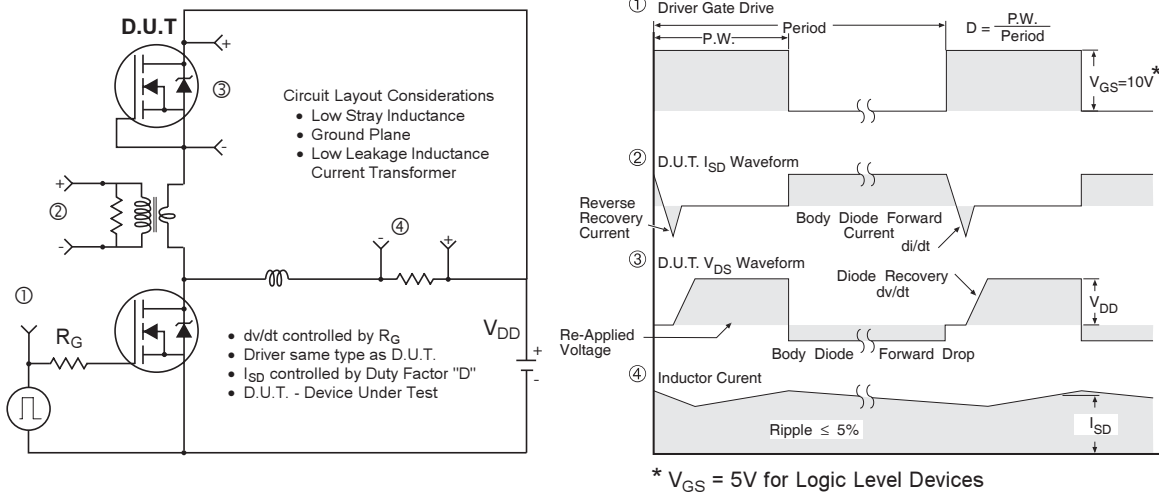 D.U.T
+
③
-
Circuit Layout Considerations
• Low Stray Inductance
• Ground Plane
• Low Leakage Inductance
Current Transformer
+
②
-
④
-
+
①
R_G
V_DD
+
-
• dv/dt controlled by R_G
• Driver same type as D.U.T.
• I_SD controlled by Duty Factor "D"
• D.U.T. - Device Under Test
① Driver Gate Drive
P.W.
Period
D = P.W.
Period
V_GS=10V*
② D.U.T. I_SD Waveform
Reverse
Recovery
Current
Body Diode Forward
Current
di/dt
③ D.U.T. V_DS Waveform
Diode Recovery
dv/dt
V_DD
Re-Applied
Voltage
Body Diode Forward Drop
④ Inductor Curent
I_SD
Ripple ≤ 5%
* V_GS = 5V for Logic Level Devices